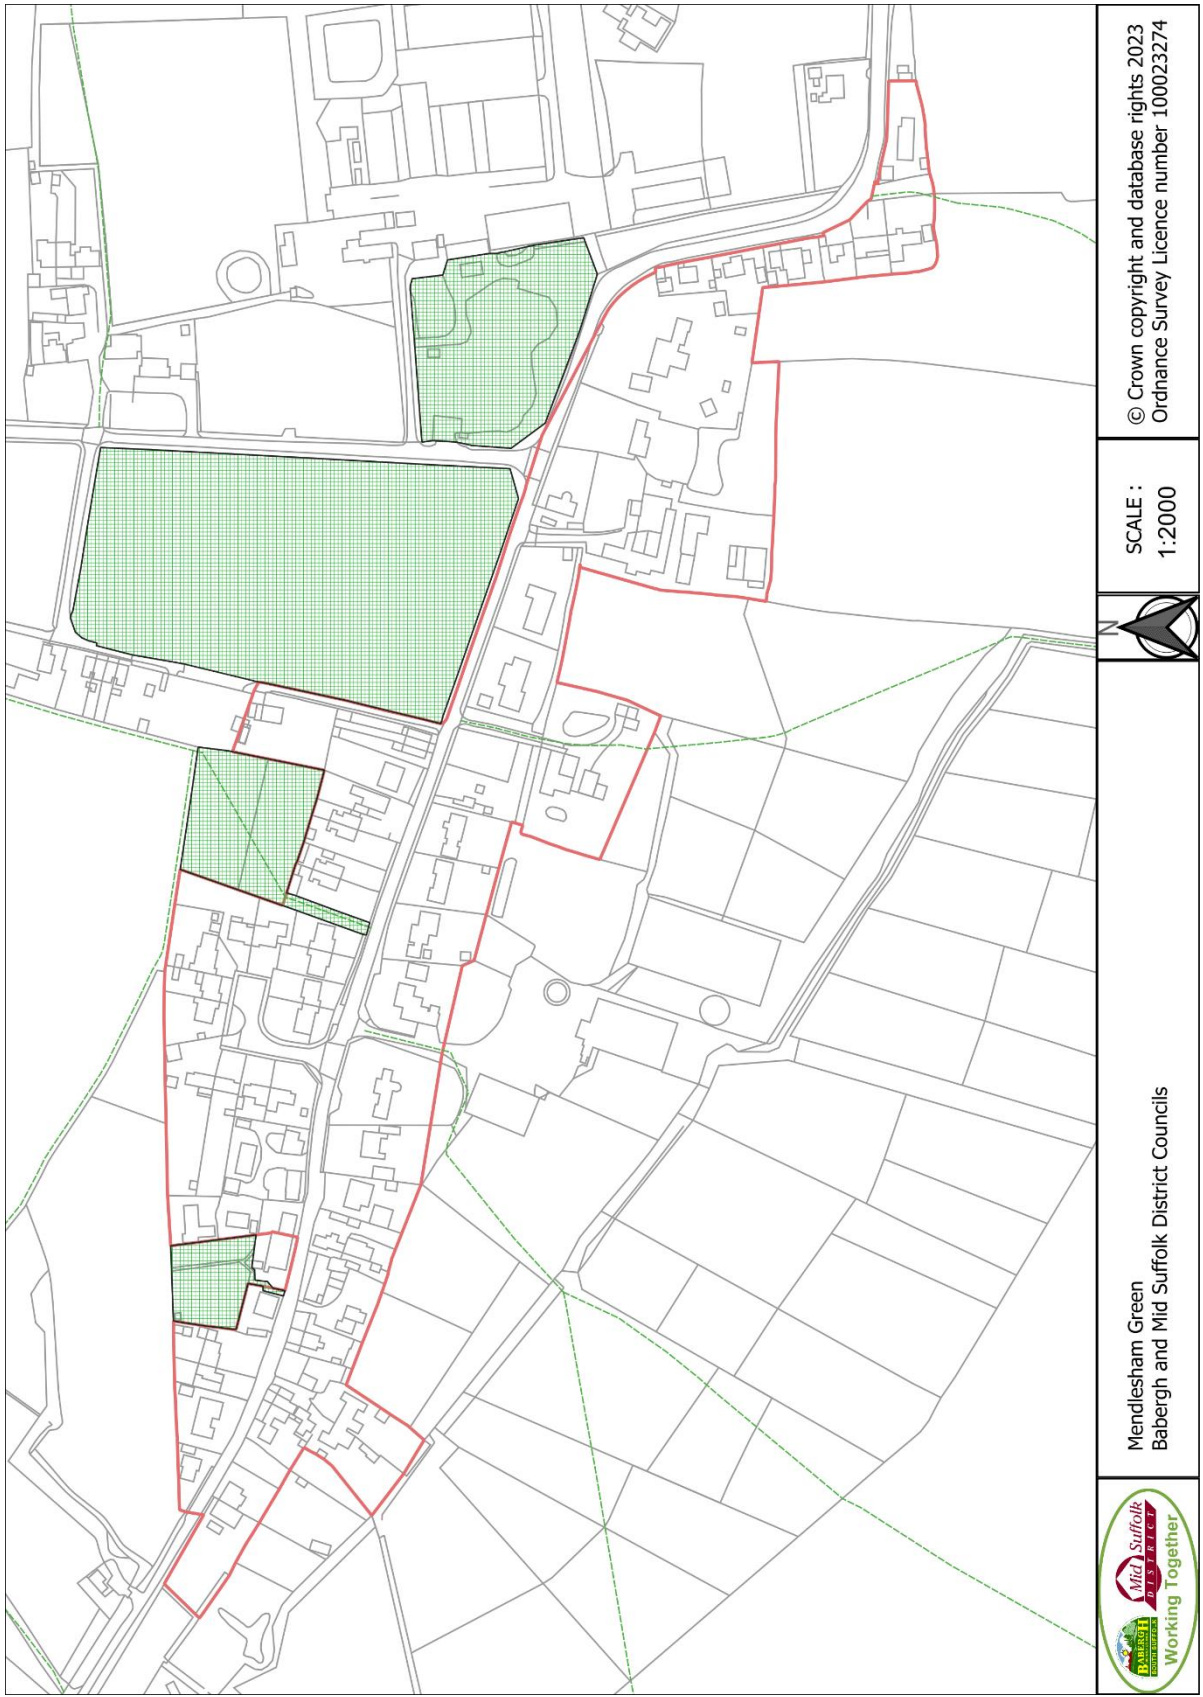 Mendlesham Green
Babergh and Mid Suffolk District Councils
N
SCALE :
1:2000
© Crown copyright and database rights 2023
Ordnance Survey Licence number 100023274
BABERGH
SOUTH SUFFOLK
Mid Suffolk
DISTRICT
Working Together